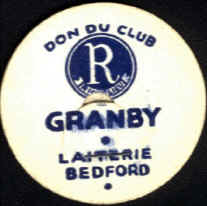 DON DU CLUB
R
GRANBY
LAITERIE
BEDFORD